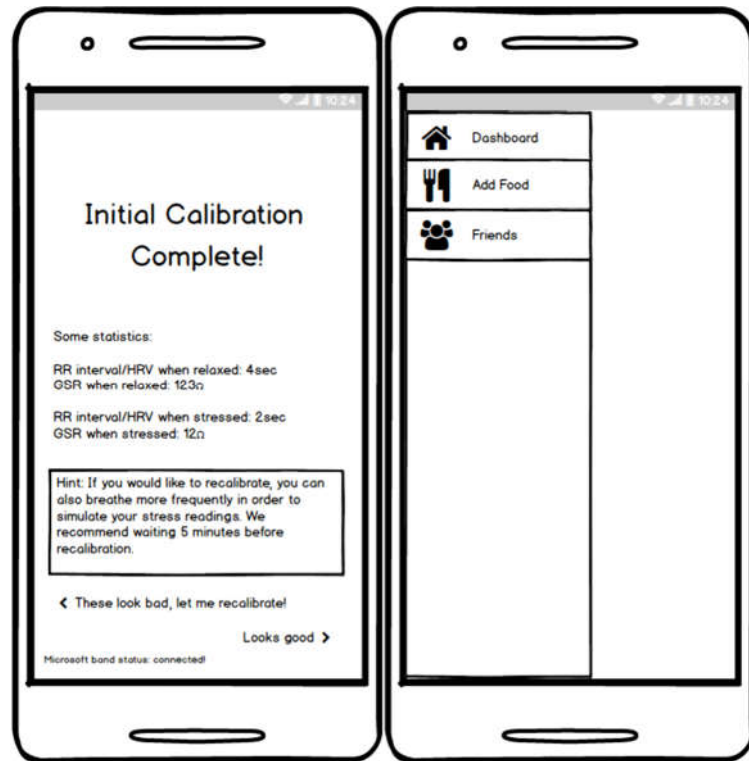 10:24
Initial Calibration
Complete!
Some statistics:
RR interval/HRV when relaxed: 4sec
GSR when relaxed: 123Ω
RR interval/HRV when stressed: 2sec
GSR when stressed: 12Ω
Hint: If you would like to recalibrate, you can
also breathe more frequently in order to
simulate your stress readings. We
recommend waiting 5 minutes before
recalibration.
These look bad, let me recalibrate!
Looks good
Microsoft band status: connected!
10:24
Dashboard
Add Food
Friends